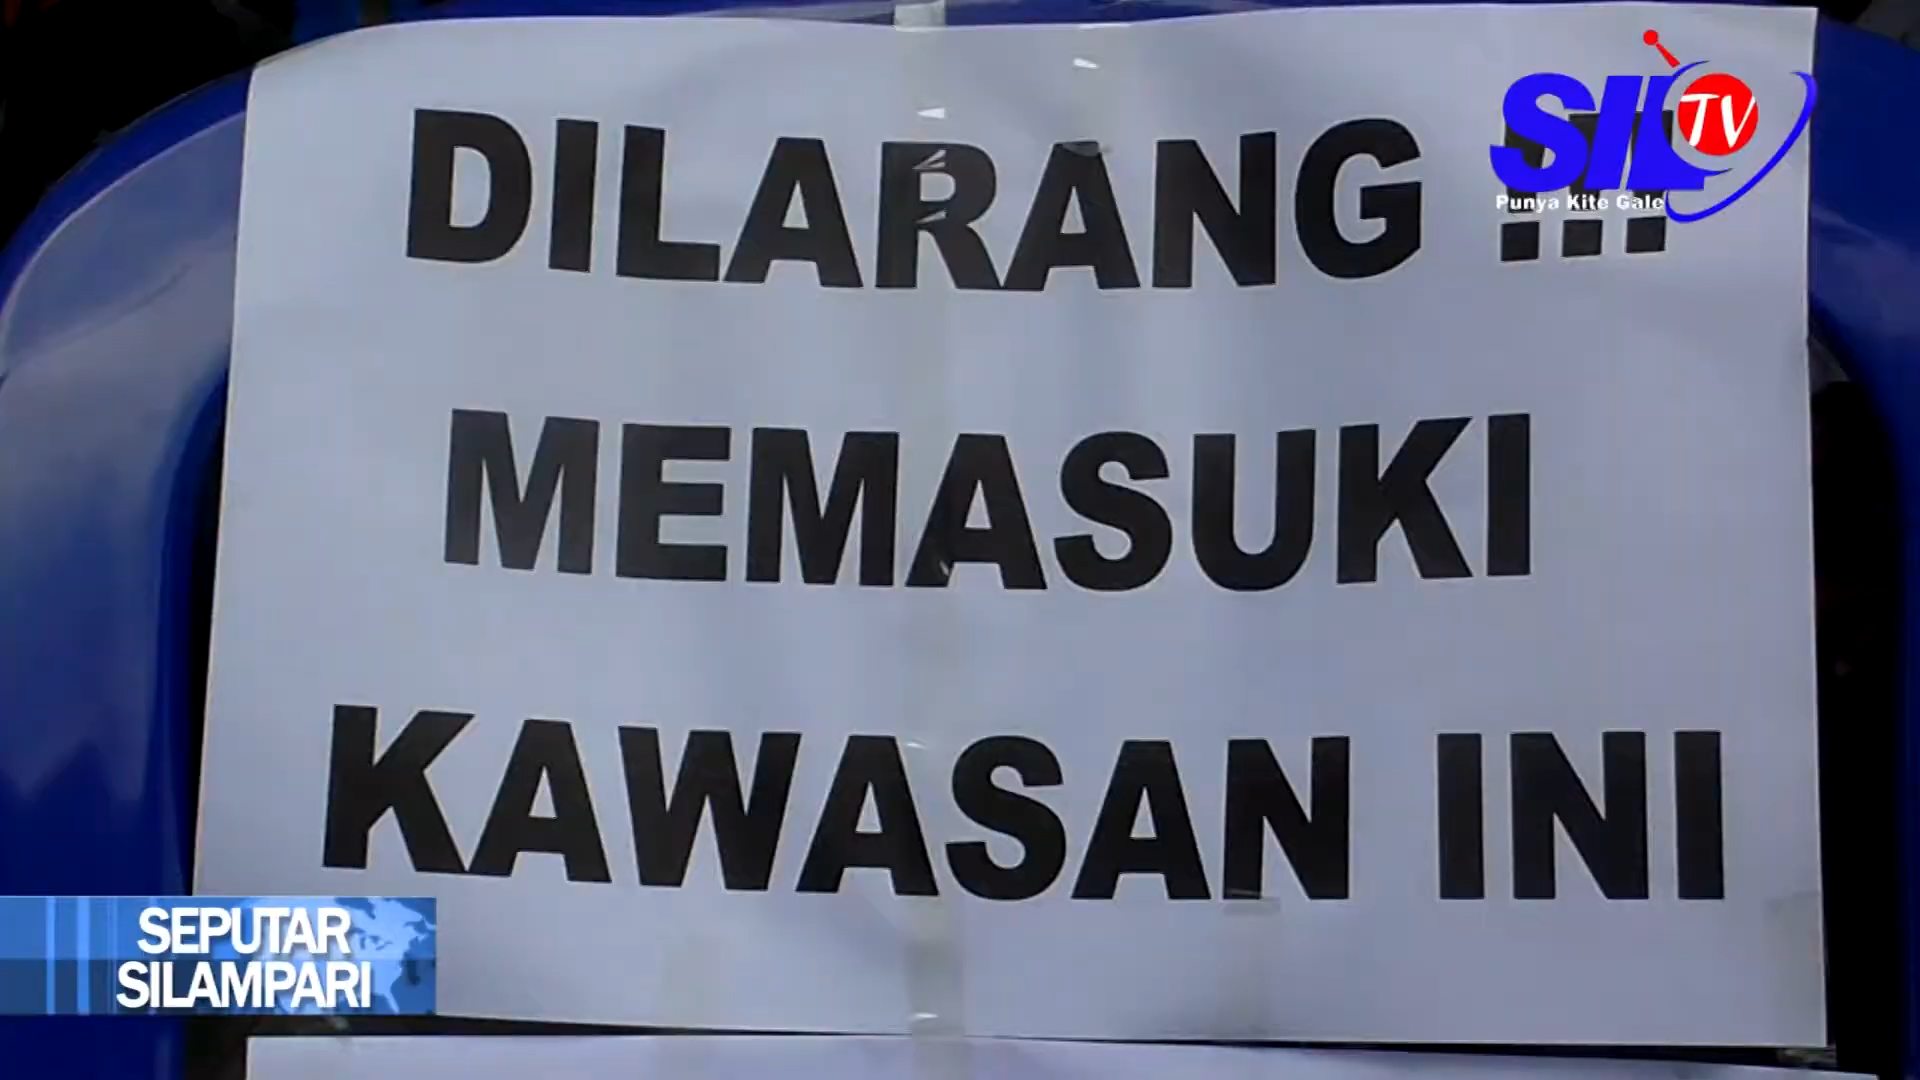 DILARANG !!!
MEMASUKI
KAWASAN INI
SIL TV
Punya Kite Gale
SEPUTAR
SILAMPARI